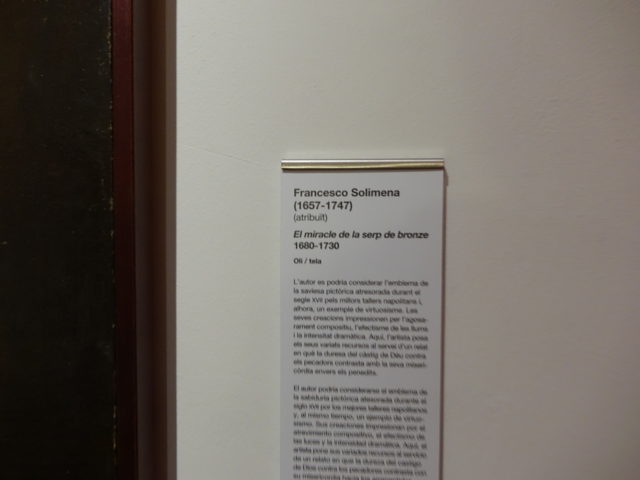 Francesco Solimena
(1657-1747)
(atribuït)
El miracle de la serp de bronze
1680-1730
Oli / tela
L'autor es podria considerar l'emblema de
la saviesa pictòrica atresorada durant el
segle XVII pels millors tallers napolitans i,
alhora, un exemple de virtuosisme. Les
seves creacions impressionen per l'agosa-
rament compositiu, l'efectisme de les llums
i la intensitat dramàtica. Aquí, l'artista posa
els seus variats recursos al servei d'un relat
en què la duresa del càstig de Déu contra
els pecadors contrasta amb la seva miseri-
còrdia envers els penedits.
El autor podría considerarse el emblema de
la sabiduría pictórica atesorada durante el
siglo XVII por los mejores talleres napolitanos
y, al mismo tiempo, un ejemplo de virtuo-
sismo. Sus creaciones impresionan por el
atrevimiento compositivo, el efectismo de
las luces y la intensidad dramática. Aquí, el
artista pone sus variados recursos al servicio
de un relato en que la dureza del castigo
de Dios contra los pecadores contrasta con
su misericordia hacia los